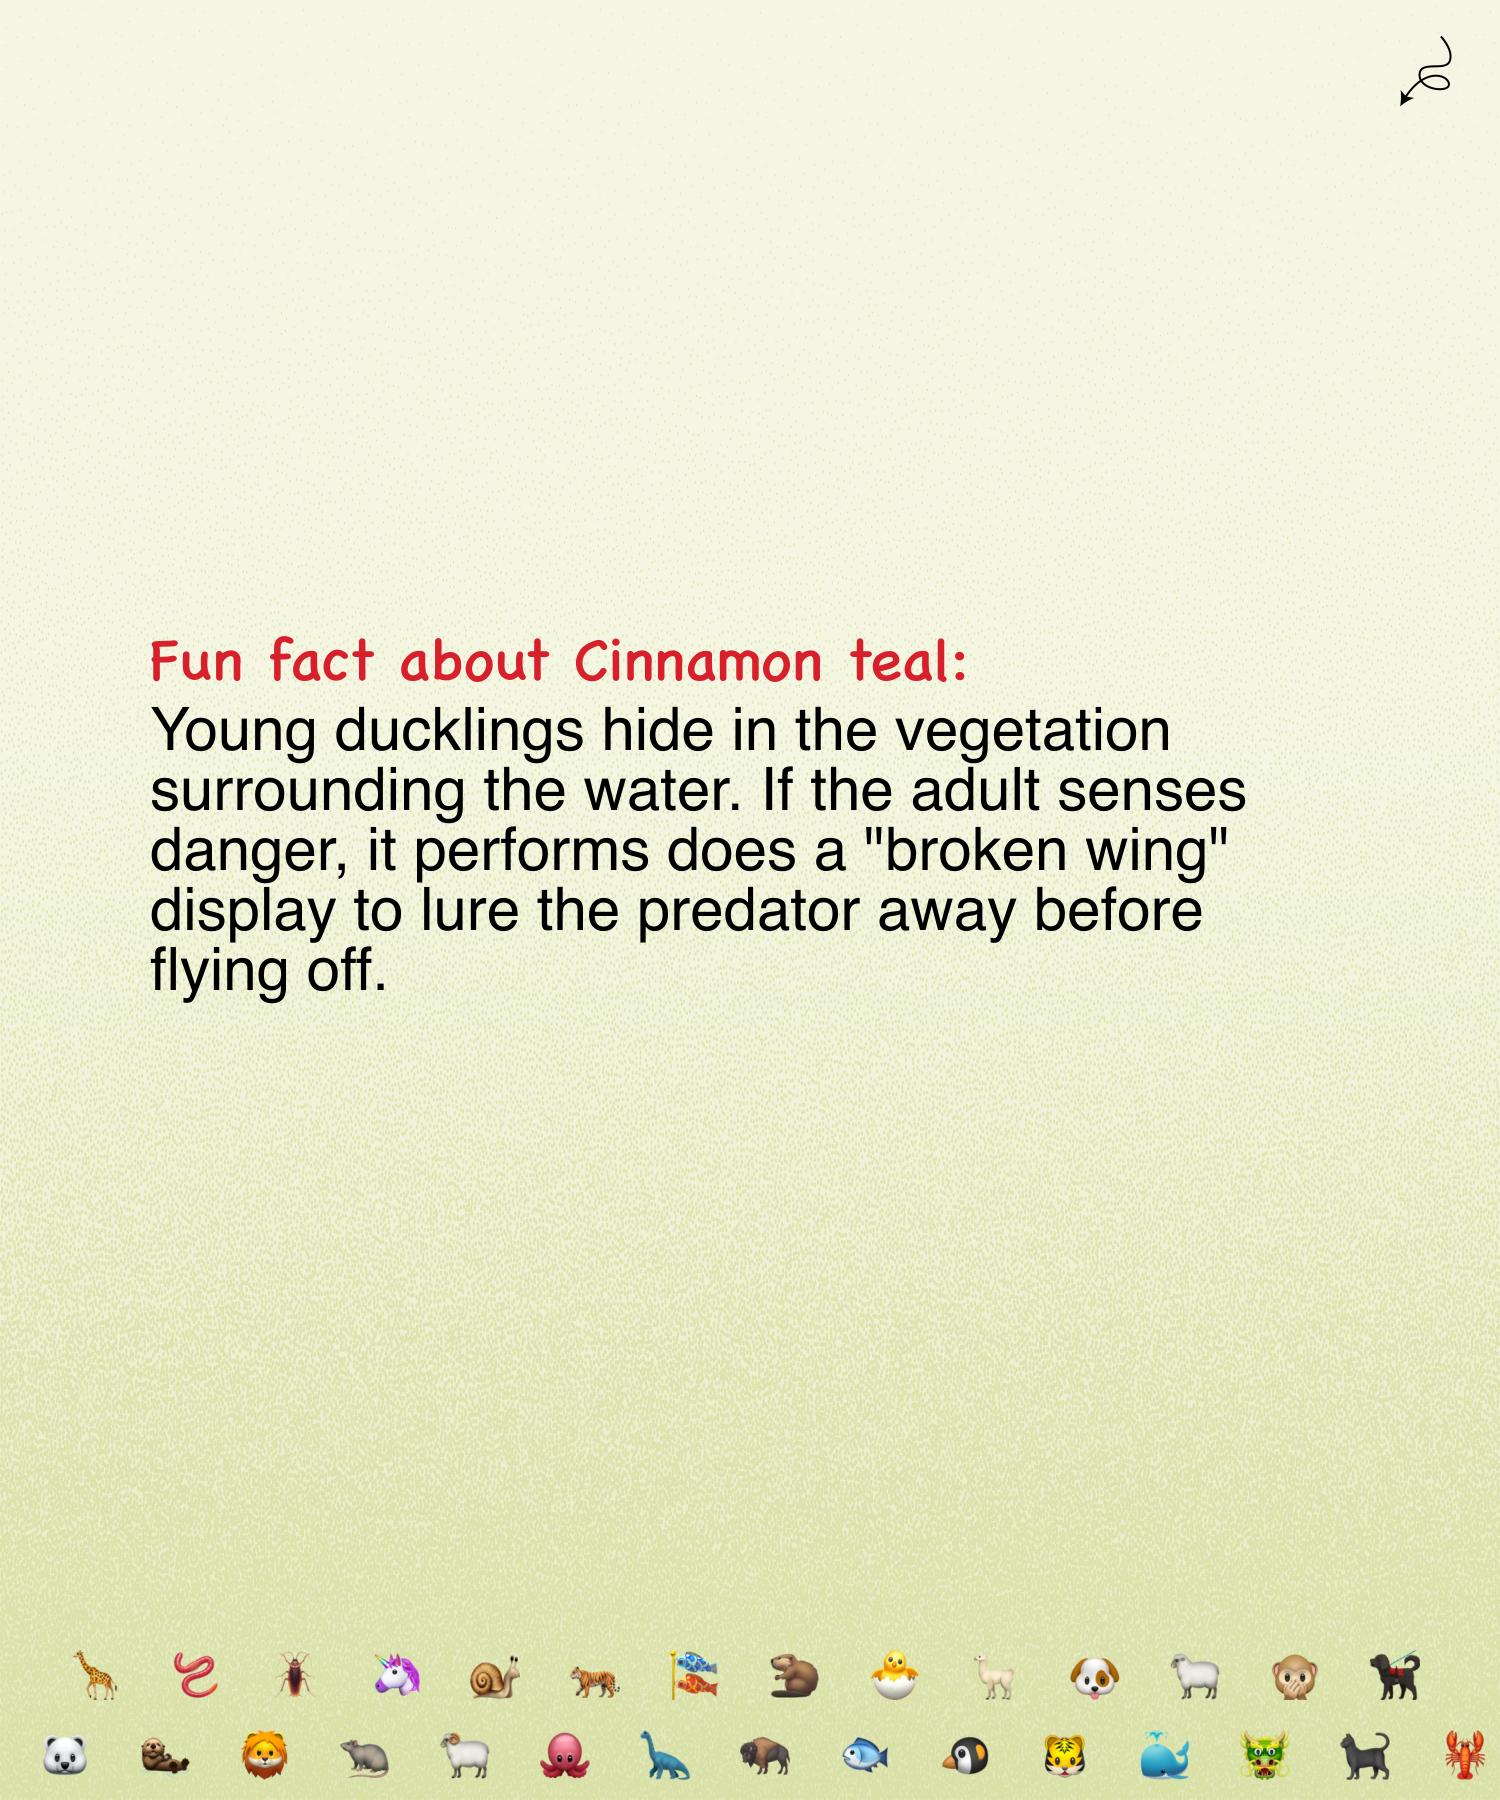 Fun fact about Cinnamon teal:
Young ducklings hide in the vegetation
surrounding the water. If the adult senses
danger, it performs does a "broken wing"
display to lure the predator away before
flying off.